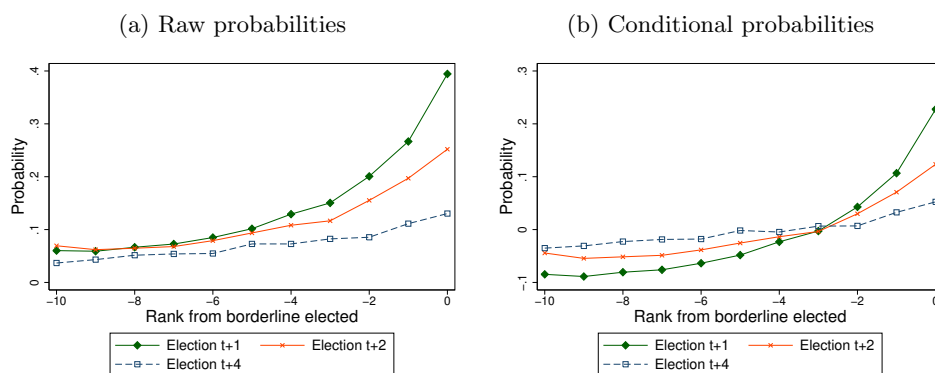 (a) Raw probabilities
(b) Conditional probabilities
Probability
.4
.3
.2
.1
0
-10
-8
-6
-4
-2
0
Rank from borderline elected
Election t+1
Election t+2
Election t+4
Probability
.3
.2
.1
0
-.1
-10
-8
-6
-4
-2
0
Rank from borderline elected
Election t+1
Election t+2
Election t+4